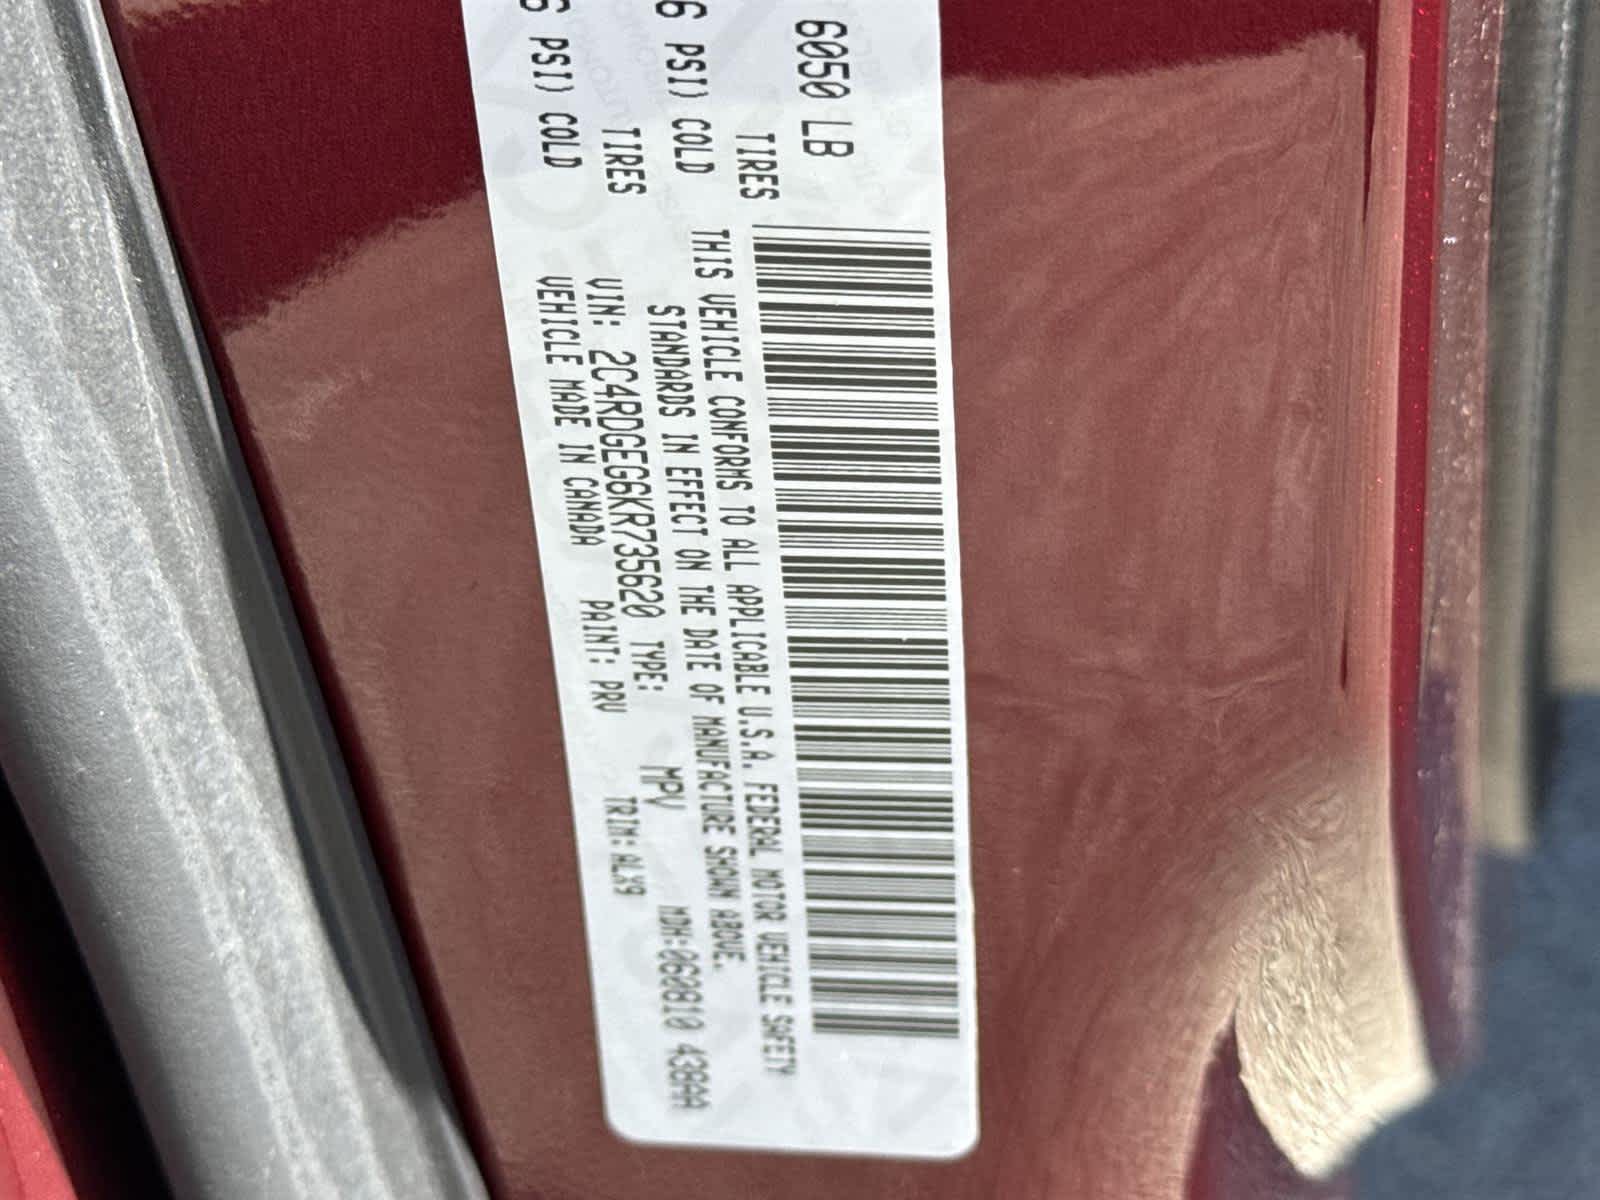 6050 LB
TIRES
6 PSI) COLD
TIRES
6 PSI) COLD
THIS VEHICLE CONFORMS TO ALL APPLICABLE U.S.A. FEDERAL MOTOR VEHICLE SAFETY
STANDARDS IN EFFECT ON THE DATE OF MANUFACTURE SHOWN ABOVE.
VIN: 2C4RDGEG6KR735620 TYPE: MPV MDH:060810 438AA
VEHICLE MADE IN CANADA PAINT: PRV TRIM:ALX9